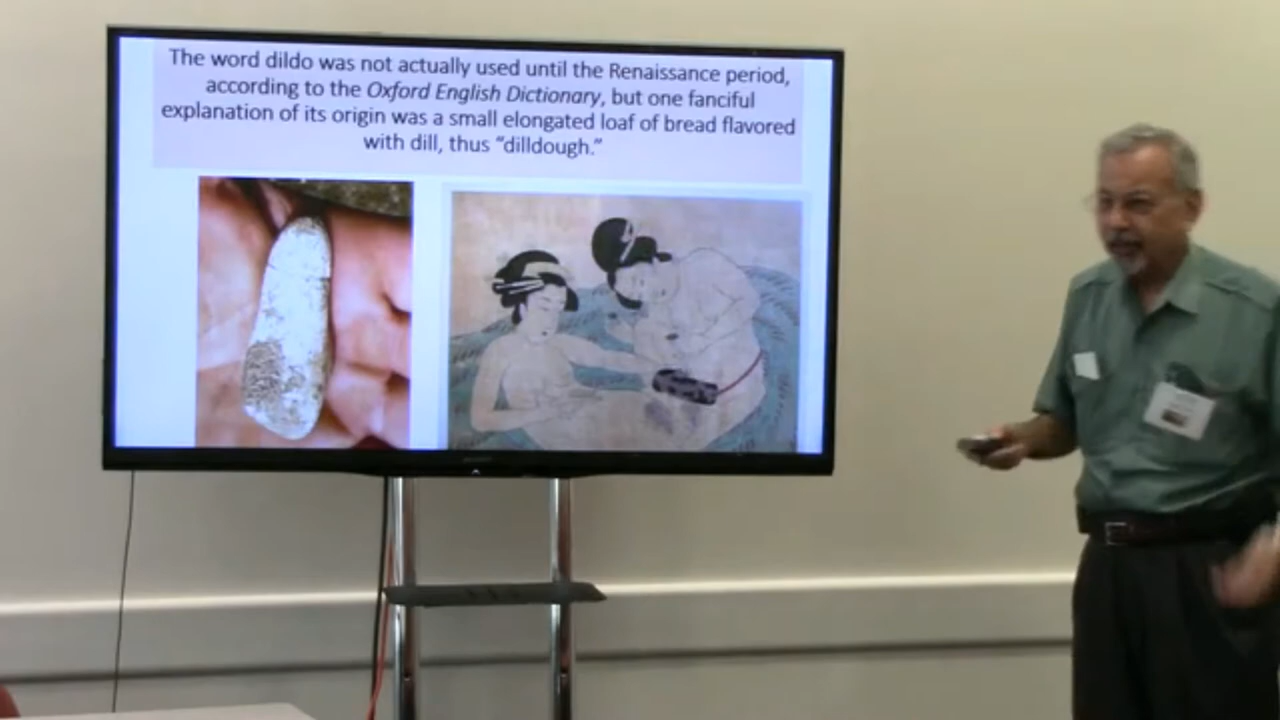 The word dildo was not actually used until the Renaissance period,
according to the Oxford English Dictionary, but one fanciful
explanation of its origin was a small elongated loaf of bread flavored
with dill, thus “dilldough.”